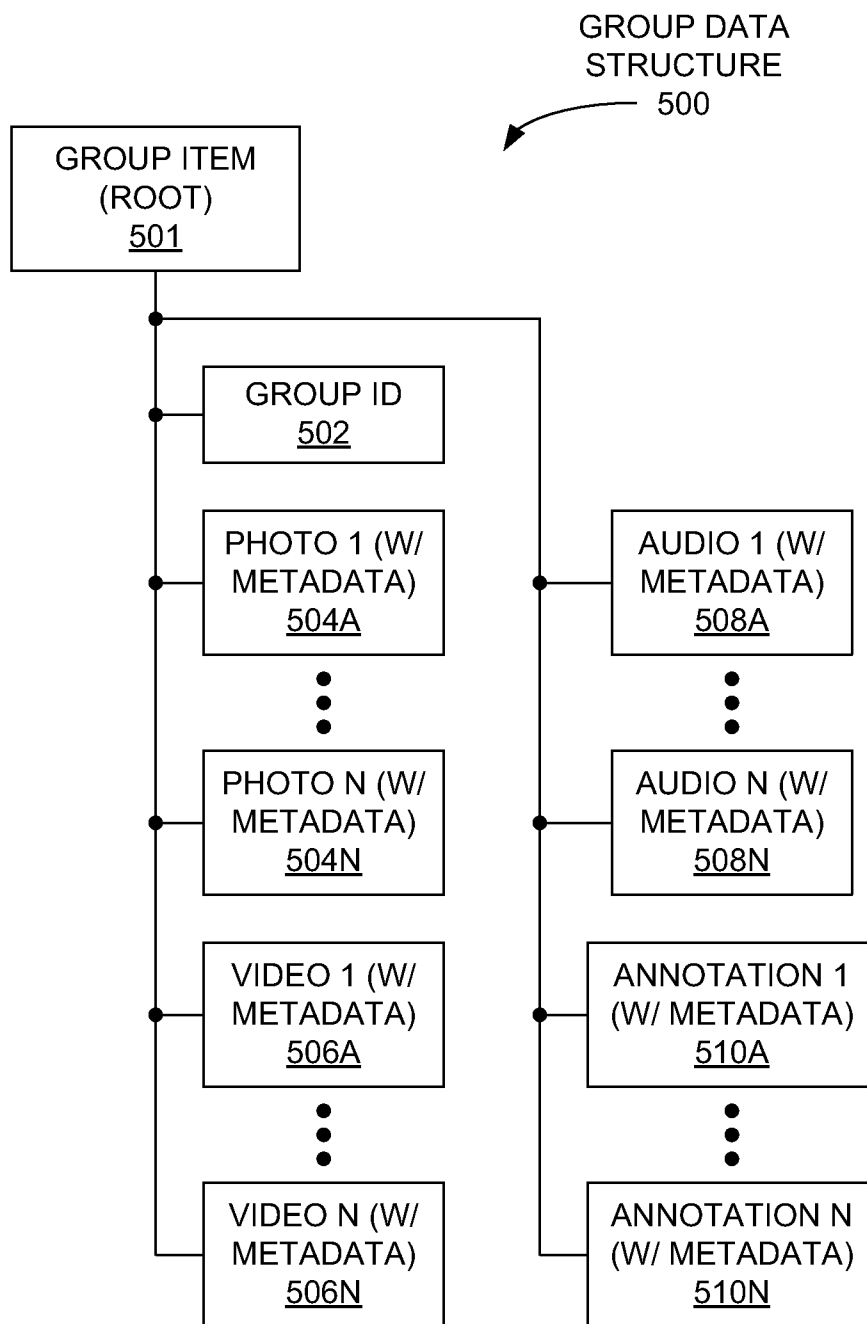 GROUP DATA
STRUCTURE
500
GROUP ITEM
(ROOT)
501
GROUP ID
502
PHOTO 1 (W/
METADATA)
504A
PHOTO N (W/
METADATA)
504N
VIDEO 1 (W/
METADATA)
506A
VIDEO N (W/
METADATA)
506N
AUDIO 1 (W/
METADATA)
508A
AUDIO N (W/
METADATA)
508N
ANNOTATION 1
(W/ METADATA)
510A
ANNOTATION N
(W/ METADATA)
510N